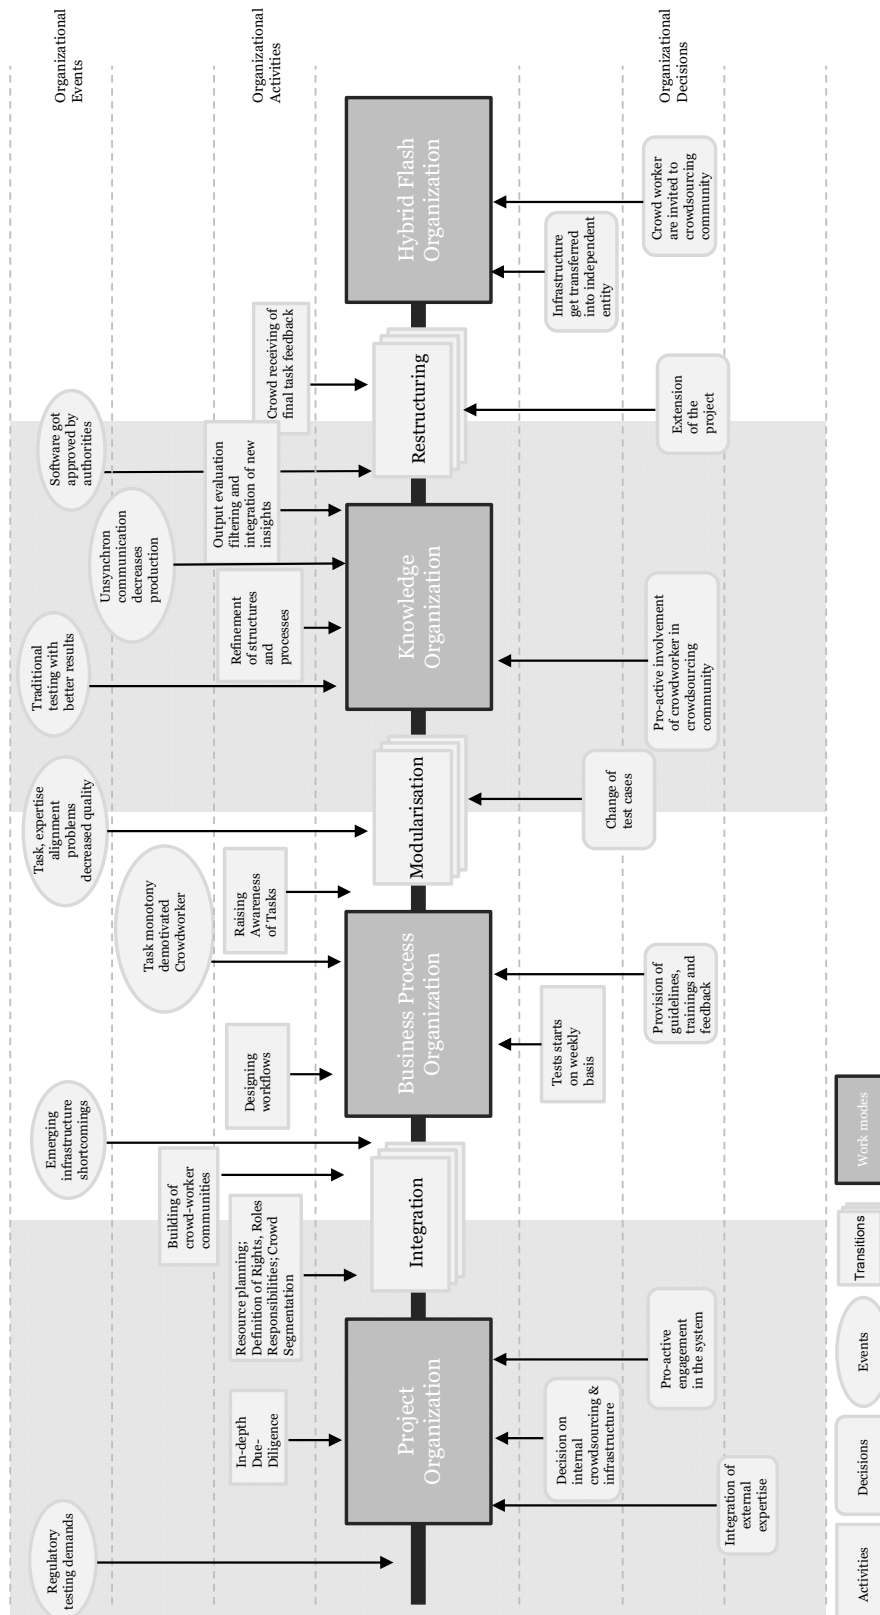 Organizational
Events
Organizational
Activities
Organizational
Decisions
Regulatory
testing demands
Emerging
infrastructure
shortcomings
Task monotony
demotivated
Crowdworker
Task, expertise
alignment
problems
decreased quality
Traditional
testing with
better results
Unsynchron
communication
decreases
production
Software got
approved by
authorities
In-depth
Due-
Diligence
Resource planning;
Definition of Rights, Roles
Responsibilities; Crowd
Segmentation
Building of
crowd-worker
communities
Designing
workflows
Raising
Awareness
of Tasks
Refinement
of structures
and
processes
Output evaluation
filtering and
integration of new
insights
Crowd receiving of
final task feedback
Project
Organization
Integration
Business Process
Organization
Modularisation
Knowledge
Organization
Restructuring
Hybrid Flash
Organization
Integration of
external
expertise
Decision on
internal
crowdsourcing &
infrastructure
Pro-active
engagement
in the system
Tests starts
on weekly
basis
Provision of
guidelines,
trainings and
feedback
Change of
test cases
Pro-active involvement
of crowdworker in
crowdsourcing
community
Extension
of the
project
Infrastructure
get transferred
into independent
entity
Crowd worker
are invited to
crowdsourcing
community
Activities
Decisions
Events
Transitions
Work modes